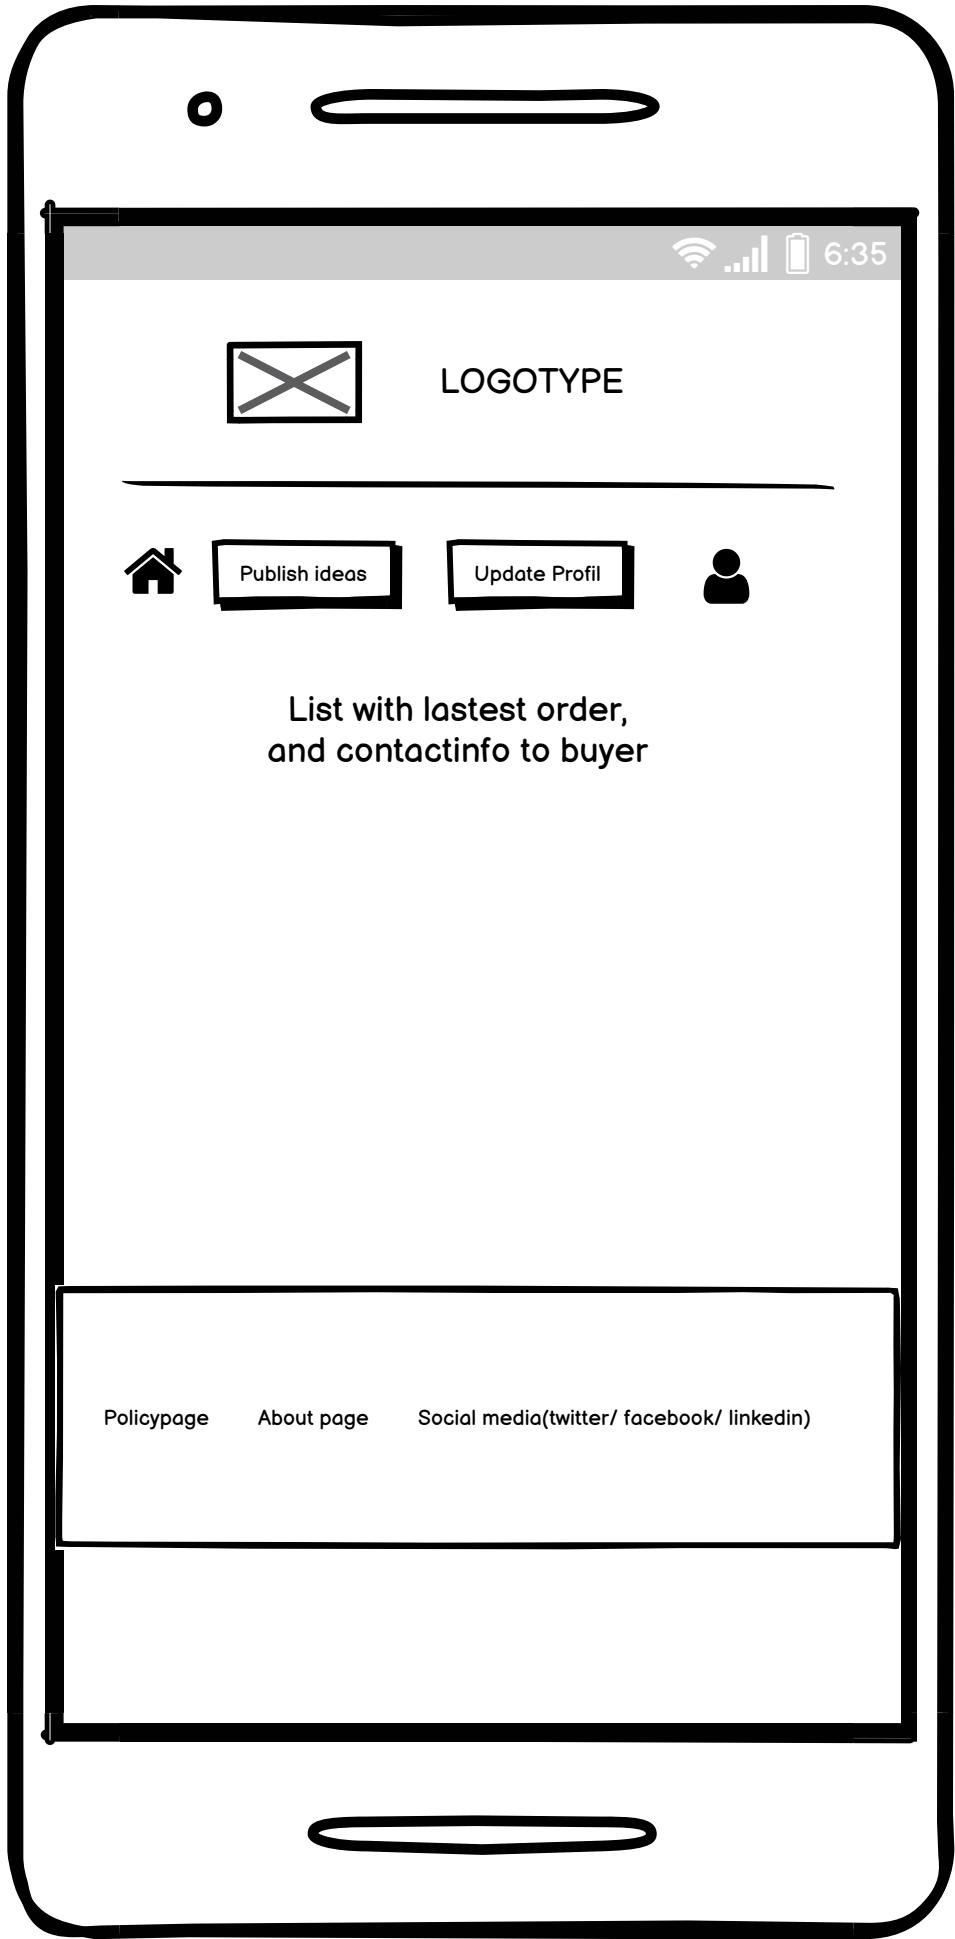 6:35
LOGOTYPE
Publish ideas
Update Profil
List with lastest order,
and contactinfo to buyer
Policypage
About page
Social media(twitter/ facebook/ linkedin)